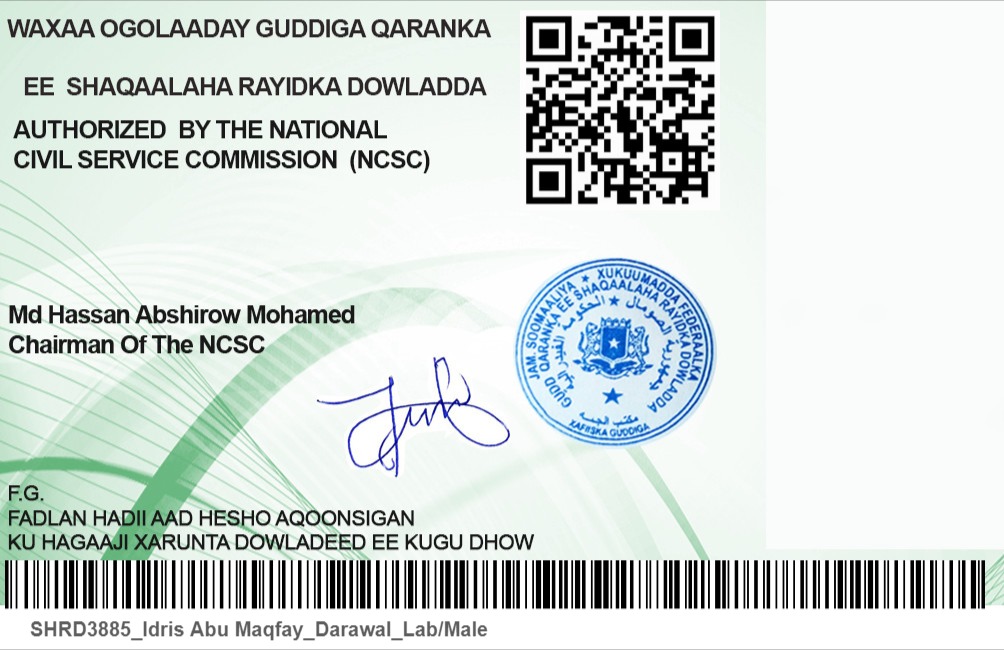 WAXAA OGOLAADAY GUDDIGA QARANKA
EE SHAQAALAHA RAYIDKA DOWLADDA
AUTHORIZED BY THE NATIONAL
CIVIL SERVICE COMMISSION (NCSC)
Md Hassan Abshirow Mohamed
Chairman Of The NCSC
JAM. SOOMAALIYA ★ XUKUUMADDA FEDERAALKA
GUDD QARANKA EE SHAQAALAHA RAYIDKA DOWLADDA
XAFIISKA GUDDIGA
F.G.
FADLAN HADII AAD HESHO AQOONSIGAN
KU HAGAAJI XARUNTA DOWLADEED EE KUGU DHOW
SHRD3885_Idris Abu Maqfay_Darawal_Lab/Male